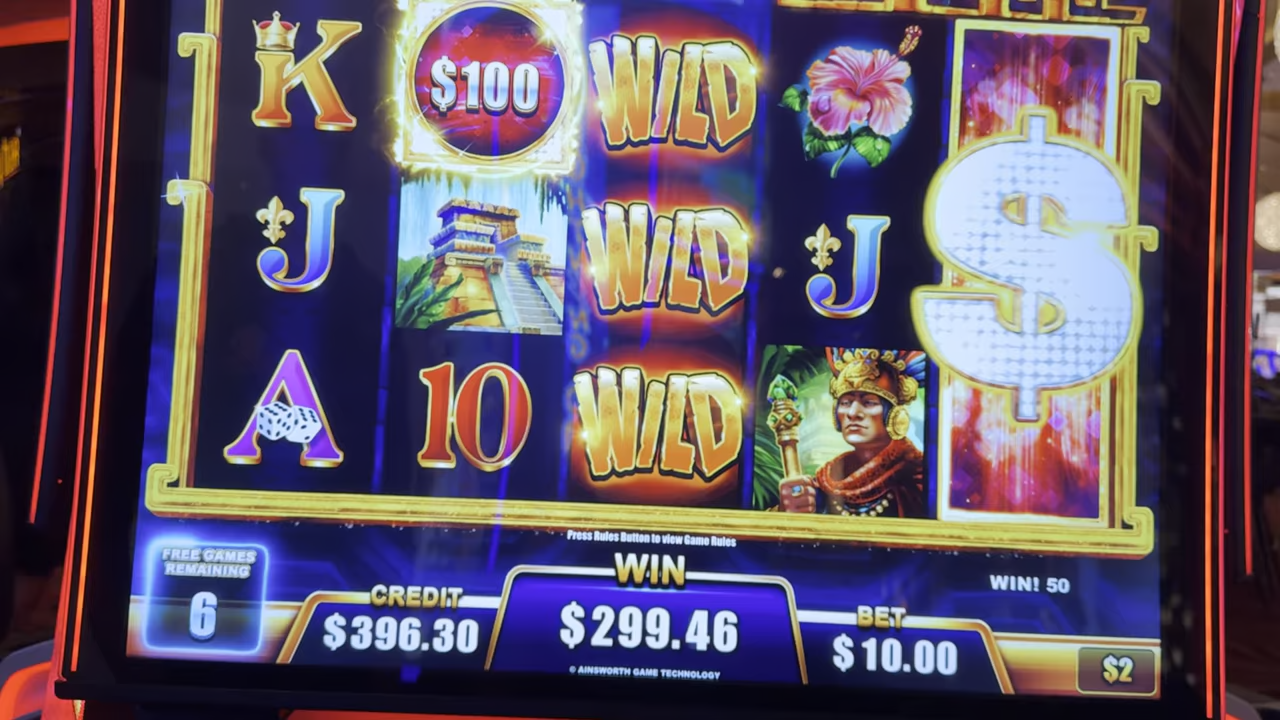 K
$100
WILD
J
WILD
J
$
A
10
WILD
Press Rules Button to view Game Rules
FREE GAMES
REMAINING
6
CREDIT
$396.30
WIN
$299.46
WIN! 50
BET
$10.00
$2
© AINSWORTH GAME TECHNOLOGY